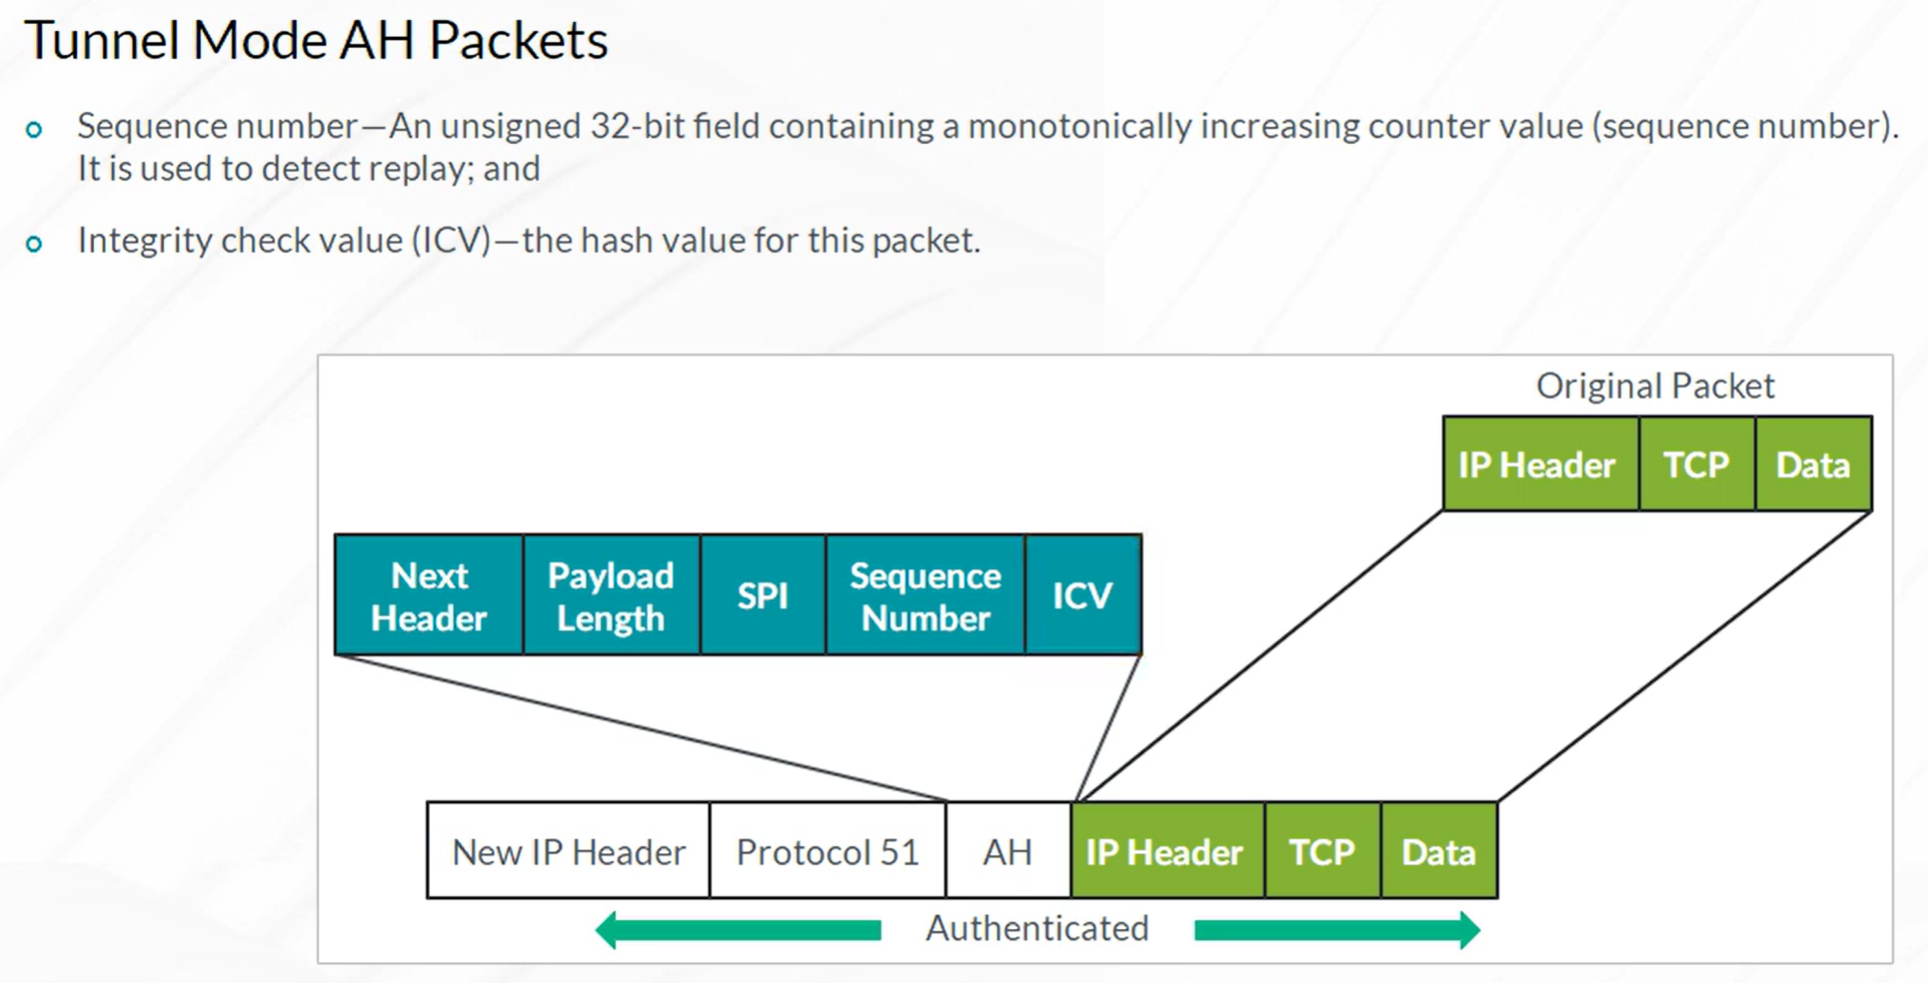 Tunnel Mode AH Packets
Sequence number—An unsigned 32-bit field containing a monotonically increasing counter value (sequence number).
It is used to detect replay; and
Integrity check value (ICV)—the hash value for this packet.
Original Packet
IP Header TCP Data
Next Header Payload Length SPI Sequence Number ICV
New IP Header Protocol 51 AH IP Header TCP Data
Authenticated